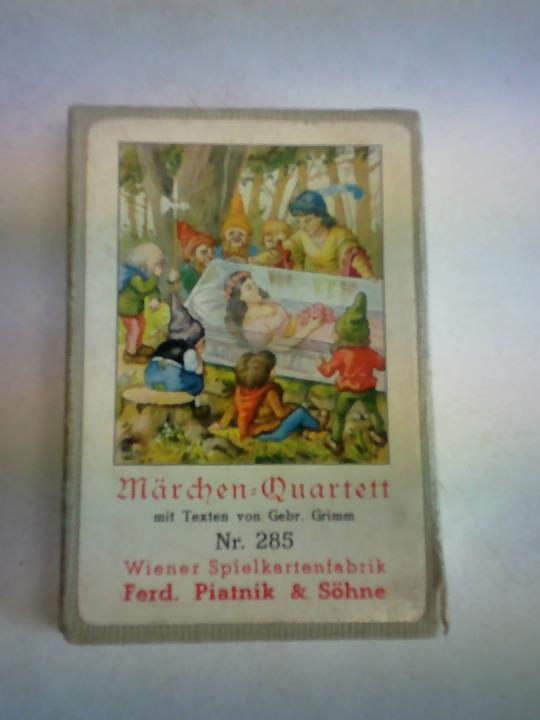 Märchen-Quartett
mit Texten von Gebr. Grimm
Nr. 285
Wiener Spielkartenfabrik
Ferd. Piatnik & Söhne